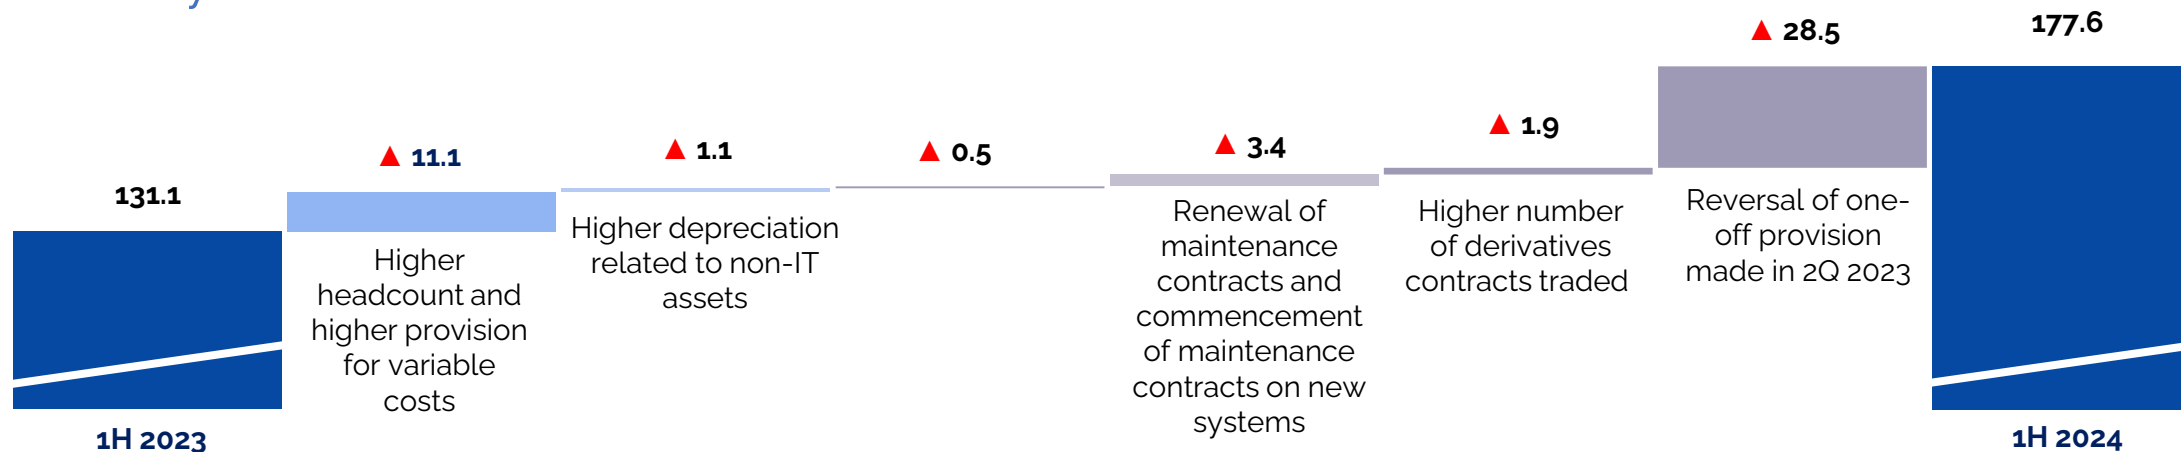 131.1
1H 2023
▲ 11.1
Higher
headcount and
higher provision
for variable
costs
▲ 1.1
Higher depreciation
related to non-IT
assets
▲ 0.5
▲ 3.4
Renewal of
maintenance
contracts and
commencement
of maintenance
contracts on new
systems
▲ 1.9
Higher number
of derivatives
contracts traded
▲ 28.5
Reversal of one-
off provision
made in 2Q 2023
177.6
1H 2024